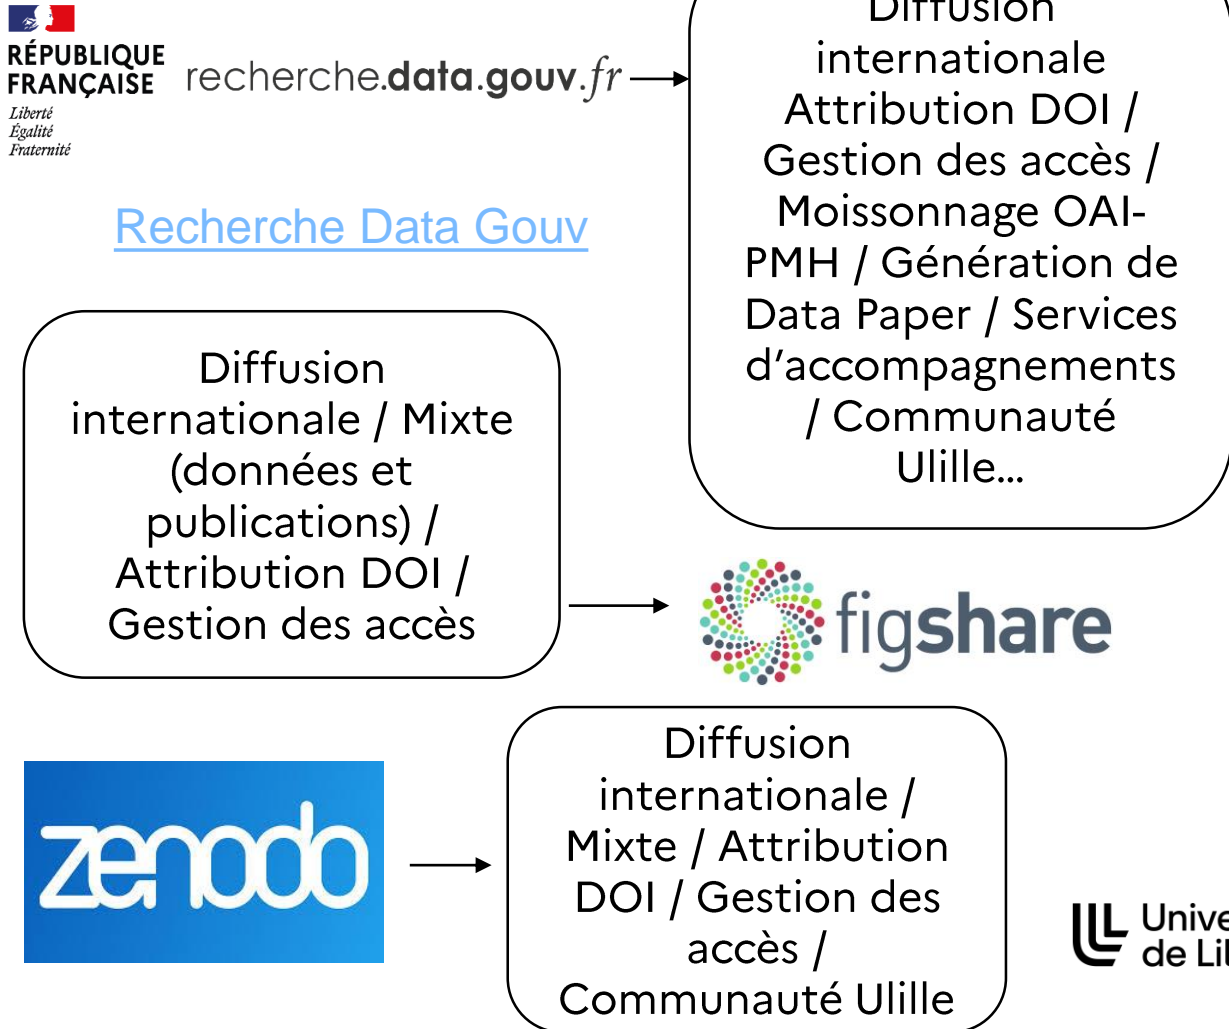 RÉPUBLIQUE
FRANÇAISE
Liberté
Égalité
Fraternité
recherche.data.gouv.fr
Diffusion
internationale
Attribution DOI /
Gestion des accès /
Moissonnage OAI-
PMH / Génération de
Data Paper / Services
d’accompagnements
/ Communauté
Ulille…
Recherche Data Gouv
Diffusion
internationale / Mixte
(données et
publications) /
Attribution DOI /
Gestion des accès
figshare
zenodo
Diffusion
internationale /
Mixte / Attribution
DOI / Gestion des
accès /
Communauté Ulille
de